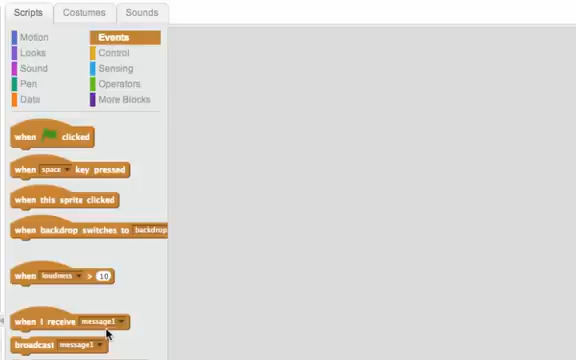 Scripts Costumes Sounds
Motion Events
Looks Control
Sound Sensing
Pen Operators
Data More Blocks
when clicked
when space key pressed
when this sprite clicked
when backdrop switches to backdrop
when loudness > 10
when I receive message1
broadcast message1